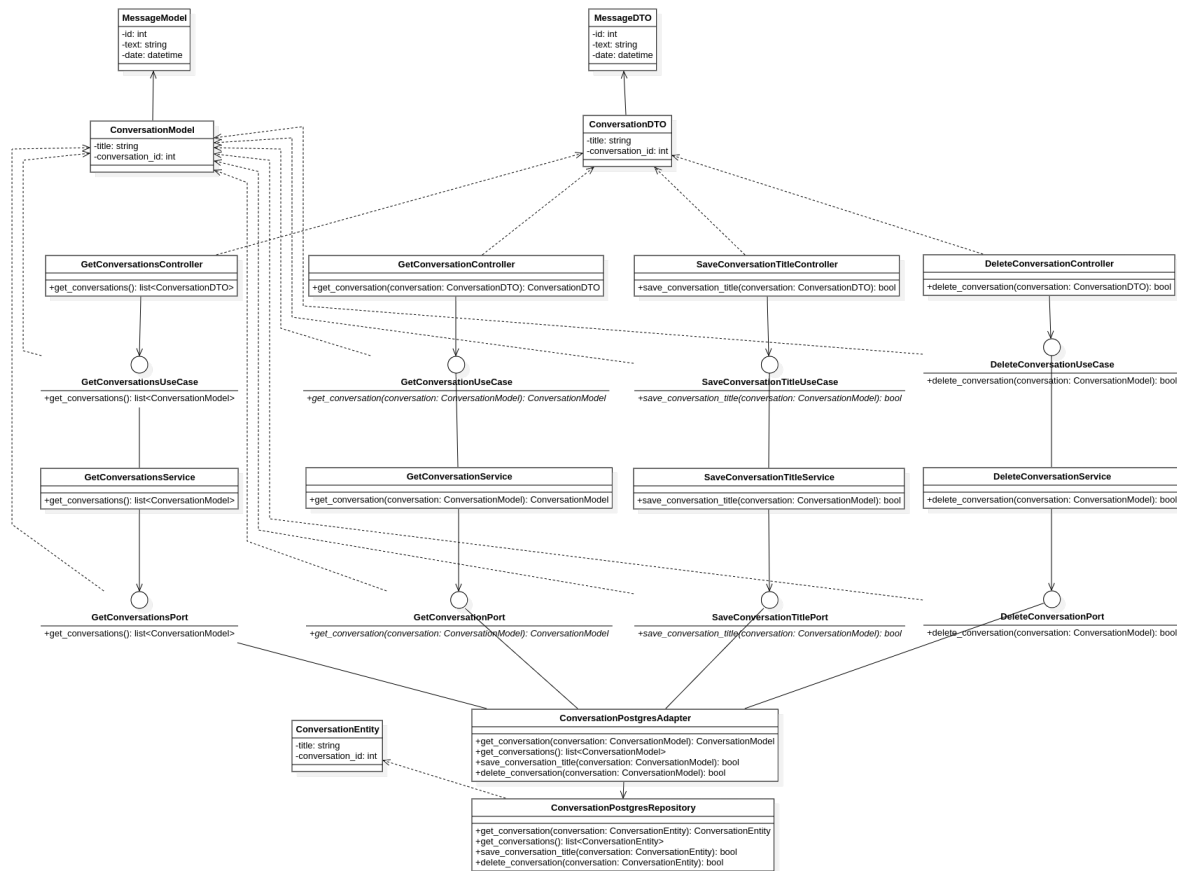 MessageModel
-id: int
-text: string
-date: datetime
MessageDTO
-id: int
-text: string
-date: datetime
ConversationModel
-title: string
-conversation_id: int
ConversationDTO
-title: string
-conversation_id: int
GetConversationsController
+get_conversations(): list<ConversationDTO>
GetConversationController
+get_conversation(conversation: ConversationDTO): ConversationDTO
SaveConversationTitleController
+save_conversation_title(conversation: ConversationDTO): bool
DeleteConversationController
+delete_conversation(conversation: ConversationDTO): bool
GetConversationsUseCase
+get_conversations(): list<ConversationModel>
GetConversationUseCase
+get_conversation(conversation: ConversationModel): ConversationModel
SaveConversationTitleUseCase
+save_conversation_title(conversation: ConversationModel): bool
DeleteConversationUseCase
+delete_conversation(conversation: ConversationModel): bool
GetConversationsService
+get_conversations(): list<ConversationModel>
GetConversationService
+get_conversation(conversation: ConversationModel): ConversationModel
SaveConversationTitleService
+save_conversation_title(conversation: ConversationModel): bool
DeleteConversationService
+delete_conversation(conversation: ConversationModel): bool
GetConversationsPort
+get_conversations(): list<ConversationModel>
GetConversationPort
+get_conversation(conversation: ConversationModel): ConversationModel
SaveConversationTitlePort
+save_conversation_title(conversation: ConversationModel): bool
DeleteConversationPort
+delete_conversation(conversation: ConversationModel): bool
ConversationEntity
-title: string
-conversation_id: int
ConversationPostgresAdapter
+get_conversation(conversation: ConversationModel): ConversationModel
+get_conversations(): list<ConversationModel>
+save_conversation_title(conversation: ConversationModel): bool
+delete_conversation(conversation: ConversationModel): bool
ConversationPostgresRepository
+get_conversation(conversation: ConversationEntity): ConversationEntity
+get_conversations(): list<ConversationEntity>
+save_conversation_title(conversation: ConversationEntity): bool
+delete_conversation(conversation: ConversationEntity): bool